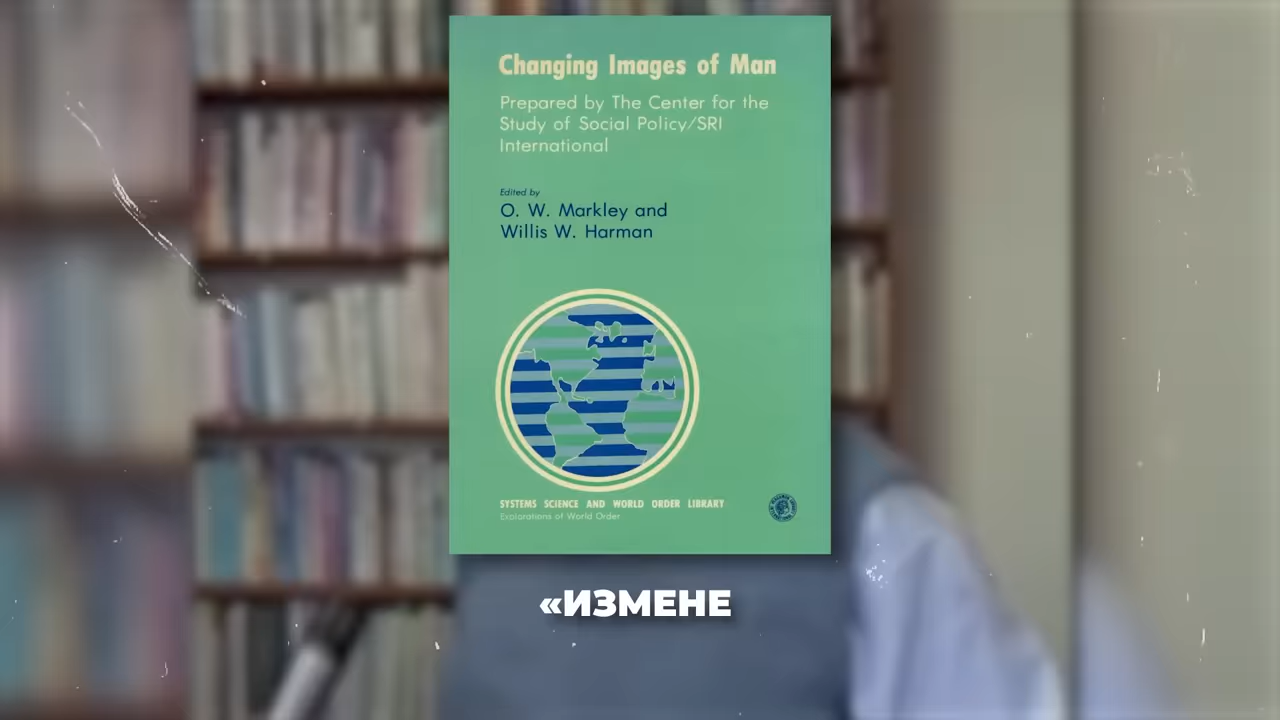 Changing Images of Man
Prepared by The Center for the
Study of Social Policy/SRI
International
Edited by
O. W. Markley and
Willis W. Harman
SYSTEMS SCIENCE AND WORLD ORDER LIBRARY
Explorations of World Order
«ИЗМЕНЕ